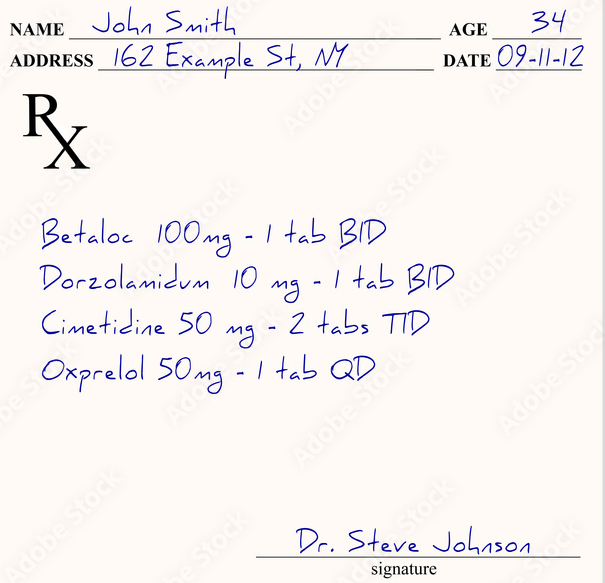 NAME John Smith AGE 34
ADDRESS 162 Example St, NY DATE 09-11-12
Rx
Betaloc 100mg - 1 tab BID
Dorzolamidum 10 mg - 1 tab BID
Cimetidine 50 mg - 2 tabs TID
Oxprelol 50mg - 1 tab QD
Dr. Steve Johnson
signature
Adobe Stock